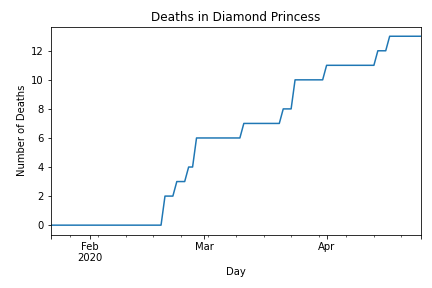 Deaths in Diamond Princess
12
10
8
6
4
2
0
Number of Deaths
Feb
2020
Mar
Apr
Day